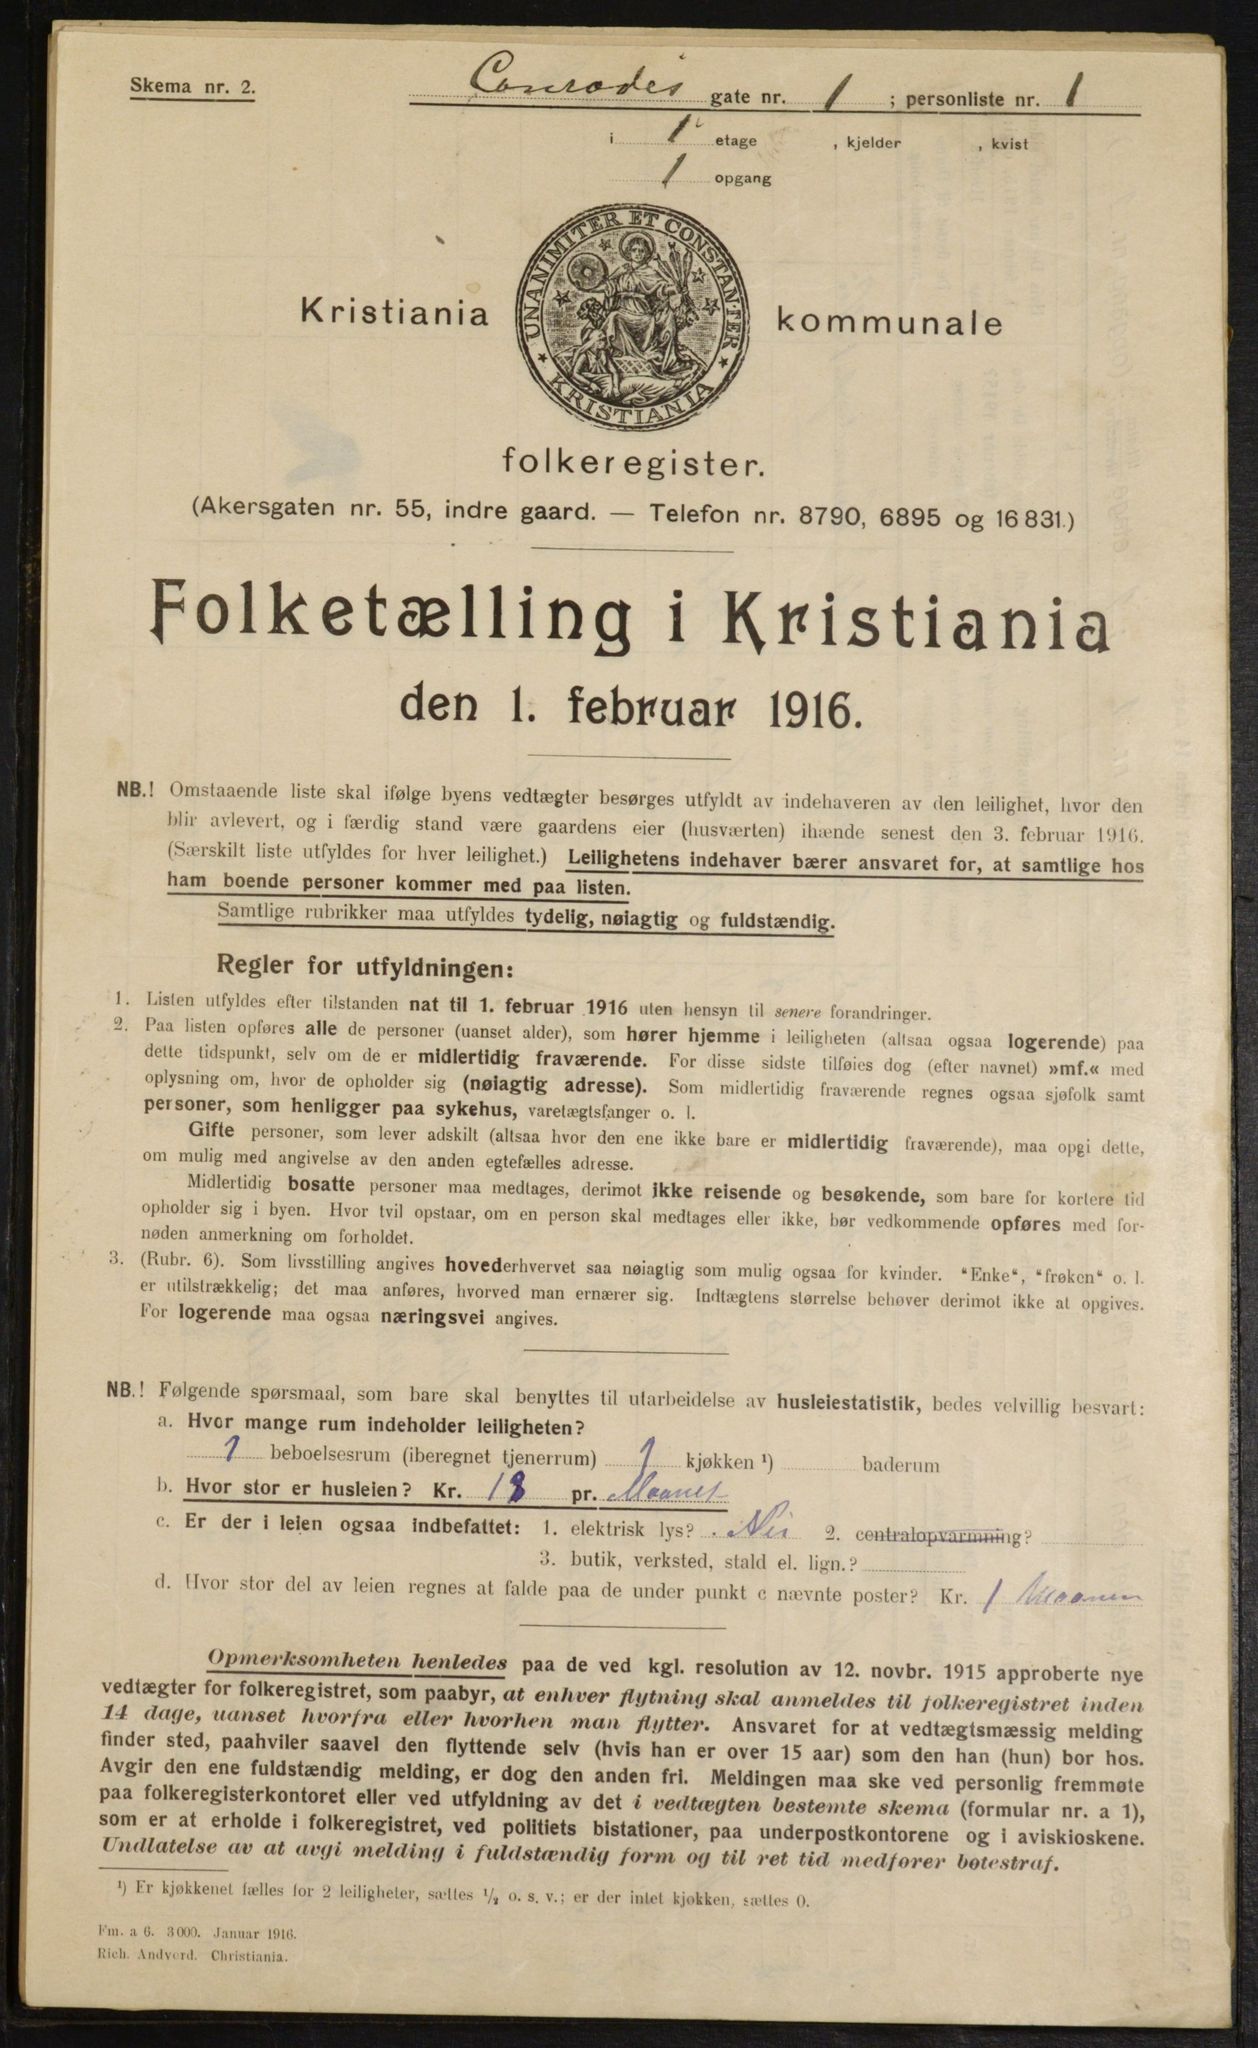 Skema nr. 2.
Conrades gate nr. 1 ; personliste nr. 1
i 1 etage , kjelder , kvist
1 opgang
UNANIMITER ET CONSTANTER
KRISTIANIA
Kristiania kommunale
folkeregister.
(Akersgaten nr. 55, indre gaard. — Telefon nr. 8790, 6895 og 16 831.)
Folketælling i Kristiania
den 1. februar 1916.
NB.! Omstaaende liste skal ifølge byens vedtægter besørges utfyldt av indehaveren av den leilighet, hvor den
blir avlevert, og i færdig stand være gaardens eier (husværten) ihænde senest den 3. februar 1916.
(Særskilt liste utfyldes for hver leilighet.) Leilighetens indehaver bærer ansvaret for, at samtlige hos
ham boende personer kommer med paa listen.
Samtlige rubrikker maa utfyldes tydelig, nøiagtig og fuldstændig.
Regler for utfyldningen:
1. Listen utfyldes efter tilstanden nat til 1. februar 1916 uten hensyn til senere forandringer.
2. Paa listen opføres alle de personer (uanset alder), som hører hjemme i leiligheten (altsaa ogsaa logerende) paa
dette tidspunkt, selv om de er midlertidig fraværende. For disse sidste tilføies dog (efter navnet) »mf.« med
oplysning om, hvor de opholder sig (nøiagtig adresse). Som midlertidig fraværende regnes ogsaa sjøfolk samt
personer, som henligger paa sykehus, varetægtsfanger o. l.
Gifte personer, som lever adskilt (altsaa hvor den ene ikke bare er midlertidig fraværende), maa opgi dette,
om mulig med angivelse av den anden egtefælles adresse.
Midlertidig bosatte personer maa medtages, derimot ikke reisende og besøkende, som bare for kortere tid
opholder sig i byen. Hvor tvil opstaar, om en person skal medtages eller ikke, bør vedkommende opføres med for-
nøden anmerkning om forholdet.
3. (Rubr. 6). Som livsstilling angives hovederhvervet saa nøiagtig som mulig ogsaa for kvinder. "Enke", "frøken" o. l.
er utilstrækkelig; det maa anføres, hvorved man ernærer sig. Indtægtens størrelse behøver derimot ikke at opgives.
For logerende maa ogsaa næringsvei angives.
NB.! Følgende spørsmaal, som bare skal benyttes til utarbeidelse av husleiestatistik, bedes velvillig besvart:
a. Hvor mange rum indeholder leiligheten?
1 beboelsesrum (iberegnet tjenerrum) 1 kjøkken ¹) baderum
b. Hvor stor er husleien? Kr. 18 pr. Maanet
c. Er der i leien ogsaa indbefattet: 1. elektrisk lys? Nei 2. centralopvarmning?
3. butik, verksted, stald el. lign.?
d. Hvor stor del av leien regnes at falde paa de under punkt c nævnte poster? Kr. 1
Opmerksomheten henledes paa de ved kgl. resolution av 12. novbr. 1915 approberte nye
vedtægter for folkeregistret, som paabyr, at enhver flytning skal anmeldes til folkeregistret inden
14 dage, uanset hvorfra eller hvorhen man flytter. Ansvaret for at vedtægtsmæssig melding
finder sted, paahviler saavel den flyttende selv (hvis han er over 15 aar) som den han (hun) bor hos.
Avgir den ene fuldstændig melding, er dog den anden fri. Meldingen maa ske ved personlig fremmøte
paa folkeregisterkontoret eller ved utfyldning av det i vedtægten bestemte skema (formular nr. a 1),
som er at erholde i folkeregistret, ved politiets bistationer, paa underpostkontorene og i aviskioskene.
Undlatelse av at avgi melding i fuldstændig form og til ret tid medfører bøtestraf.
¹) Er kjøkkenet fælles for 2 leiligheter, sættes ½ o. s. v.; er der intet kjøkken, sættes 0.
Fm. a 6. 3000. Januar 1916.
Rich. Andvord. Christiania.